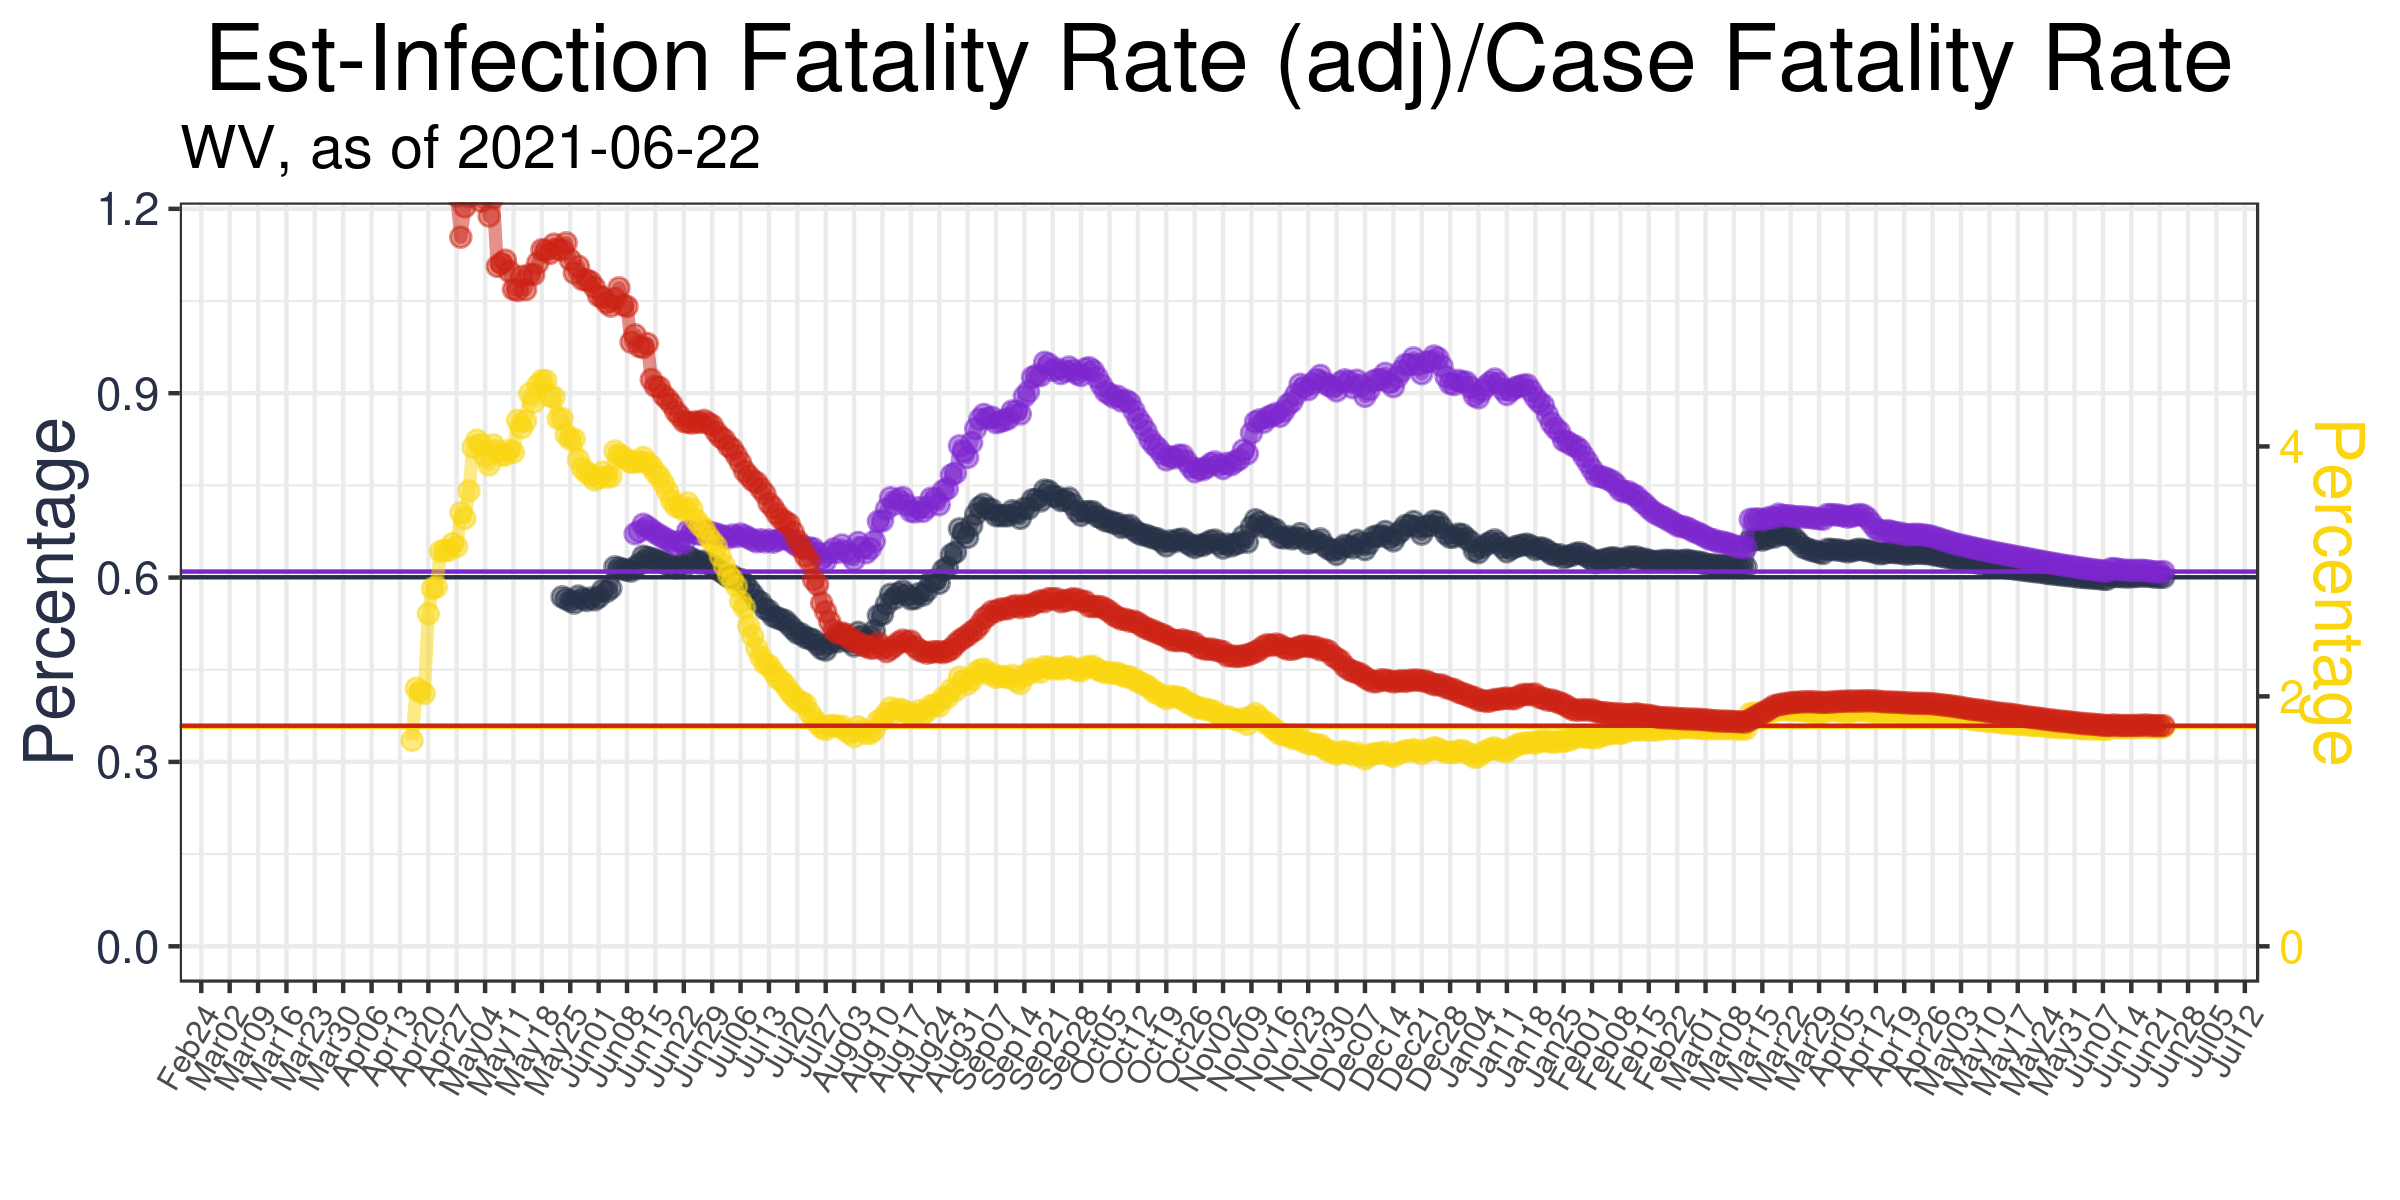 Est-Infection Fatality Rate (adj)/Case Fatality Rate
WV, as of 2021-06-22
Percentage
1.2
0.9
0.6
0.3
0.0
4
2
0
Percentage
Feb24
Mar02
Mar09
Mar16
Mar23
Mar30
Apr06
Apr13
Apr20
Apr27
May04
May11
May18
May25
Jun01
Jun08
Jun15
Jun22
Jun29
Jul06
Jul13
Jul20
Jul27
Aug03
Aug10
Aug17
Aug24
Aug31
Sep07
Sep14
Sep21
Sep28
Oct05
Oct12
Oct19
Oct26
Nov02
Nov09
Nov16
Nov23
Nov30
Dec07
Dec14
Dec21
Dec28
Jan04
Jan11
Jan18
Jan25
Feb01
Feb08
Feb15
Feb22
Mar01
Mar08
Mar15
Mar22
Mar29
Apr05
Apr12
Apr19
Apr26
May03
May10
May17
May24
May31
Jun07
Jun14
Jun21
Jun28
Jul05
Jul12